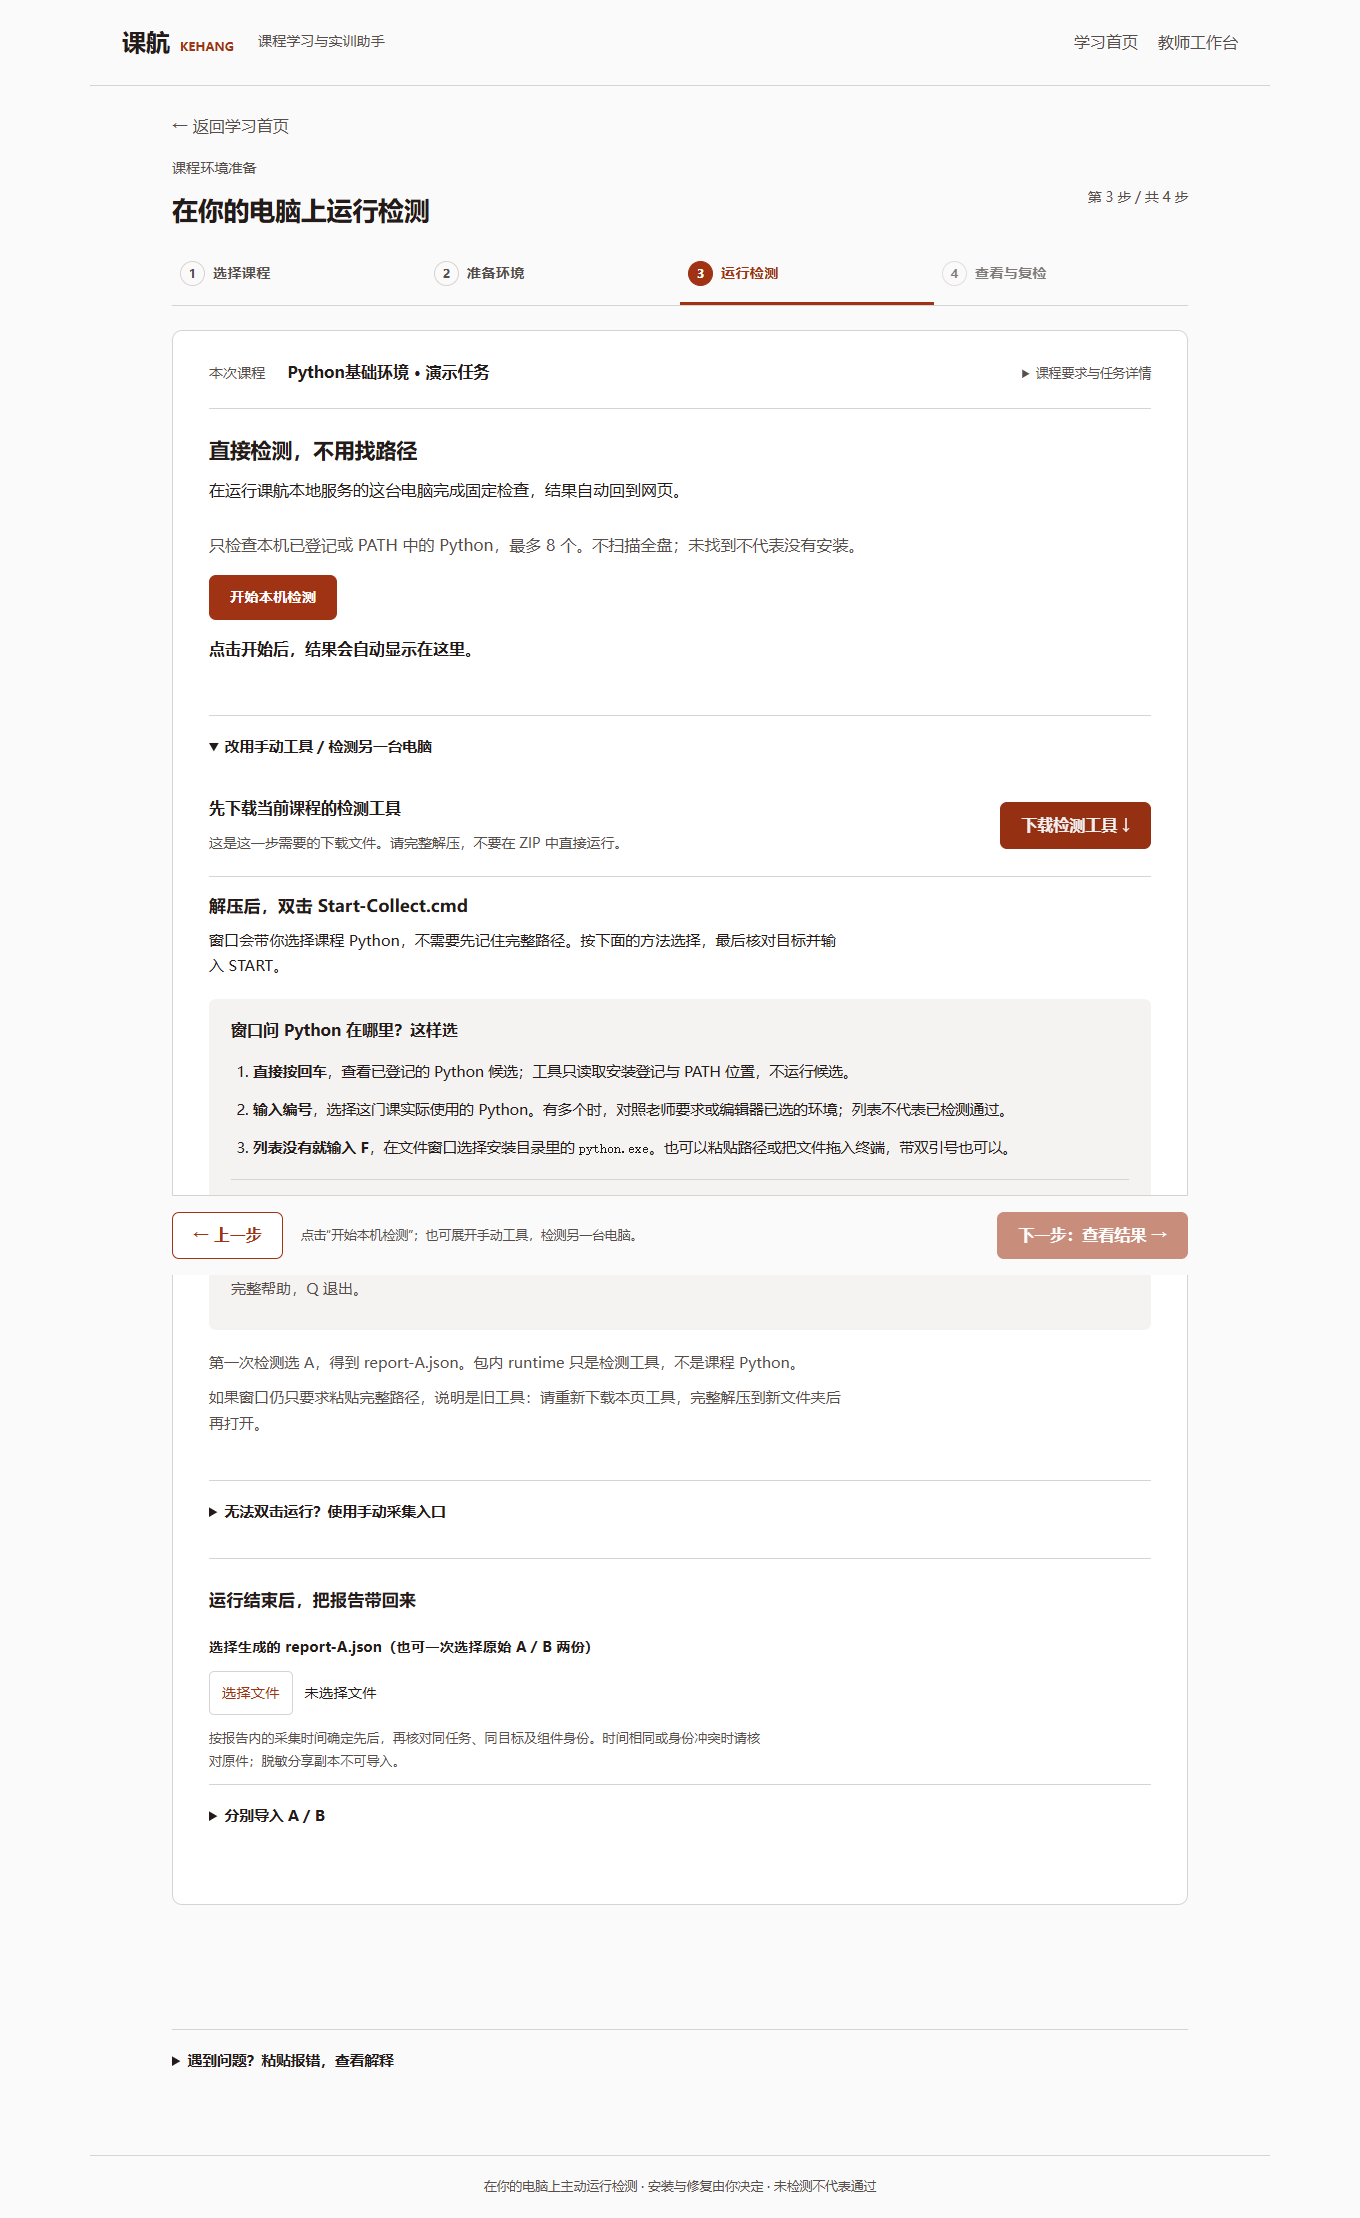 课航 KEHANG 课程学习与实训助手 学习首页 教师工作台
← 返回学习首页
课程环境准备
在你的电脑上运行检测
第 3 步 / 共 4 步
1 选择课程 2 准备环境 3 运行检测 4 查看与复检
本次课程 Python基础环境 • 演示任务 ▶ 课程要求与任务详情
直接检测，不用找路径
在运行课航本地服务的这台电脑完成固定检查，结果自动回到网页。
只检查本机已登记或 PATH 中的 Python，最多 8 个。不扫描全盘；未找到不代表没有安装。
开始本机检测
点击开始后，结果会自动显示在这里。
▼ 改用手动工具 / 检测另一台电脑
先下载当前课程的检测工具
这是这一步需要的下载文件。请完整解压，不要在 ZIP 中直接运行。
下载检测工具 ↓
解压后，双击 Start-Collect.cmd
窗口会带你选择课程 Python，不需要先记住完整路径。按下面的方法选择，最后核对目标并输
入 START。
窗口问 Python 在哪里？这样选
1. 直接按回车，查看已登记的 Python 候选；工具只读取安装登记与 PATH 位置，不运行候选。
2. 输入编号，选择这门课实际使用的 Python。有多个时，对照老师要求或编辑器已选的环境；列表不代表已检测通过。
3. 列表没有就输入 F，在文件窗口选择安装目录里的 python.exe。也可以粘贴路径或把文件拖入终端，带双引号也可以。
← 上一步 点击“开始本机检测”；也可展开手动工具，检测另一台电脑。 下一步：查看结果 →
完整帮助，Q 退出。
第一次检测选 A，得到 report-A.json。包内 runtime 只是检测工具，不是课程 Python。
如果窗口仍只要求粘贴完整路径，说明是旧工具：请重新下载本页工具，完整解压到新文件夹后
再打开。
▶ 无法双击运行？使用手动采集入口
运行结束后，把报告带回来
选择生成的 report-A.json（也可一次选择原始 A / B 两份）
选择文件 未选择文件
按报告内的采集时间确定先后，再核对同任务、同目标及组件身份。时间相同或身份冲突时请核
对原件；脱敏分享副本不可导入。
▶ 分别导入 A / B
▶ 遇到问题？粘贴报错，查看解释
在你的电脑上主动运行检测 · 安装与修复由你决定 · 未检测不代表通过